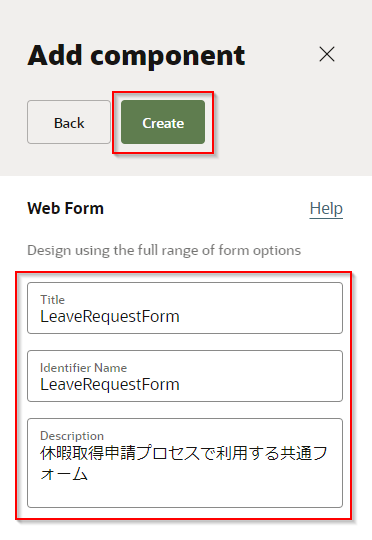 Add component
Back
Create
Web Form
Help
Design using the full range of form options
Title
LeaveRequestForm
Identifier Name
LeaveRequestForm
Description
休暇取得申請プロセスで利用する共通フ
ォーム